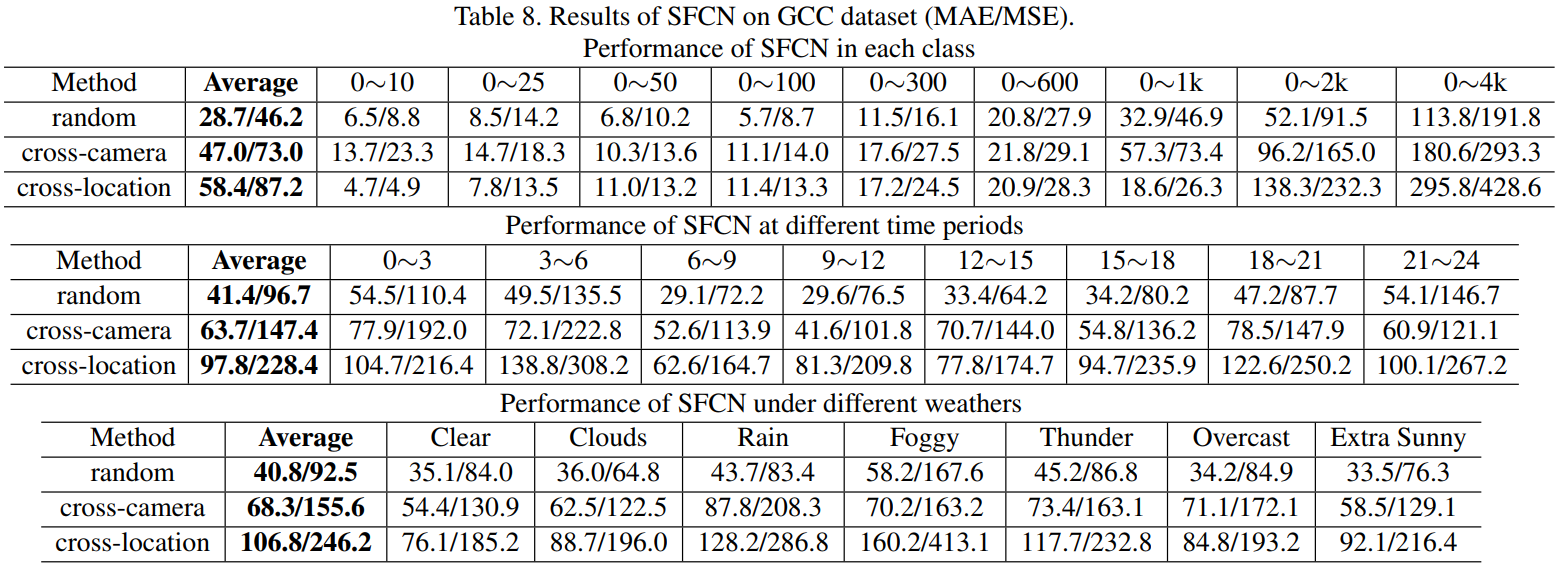 Table 8. Results of SFCN on GCC dataset (MAE/MSE).
Performance of SFCN in each class
Method Average 0∼10 0∼25 0∼50 0∼100 0∼300 0∼600 0∼1k 0∼2k 0∼4k
random 28.7/46.2 6.5/8.8 8.5/14.2 6.8/10.2 5.7/8.7 11.5/16.1 20.8/27.9 32.9/46.9 52.1/91.5 113.8/191.8
cross-camera 47.0/73.0 13.7/23.3 14.7/18.3 10.3/13.6 11.1/14.0 17.6/27.5 21.8/29.1 57.3/73.4 96.2/165.0 180.6/293.3
cross-location 58.4/87.2 4.7/4.9 7.8/13.5 11.0/13.2 11.4/13.3 17.2/24.5 20.9/28.3 18.6/26.3 138.3/232.3 295.8/428.6
Performance of SFCN at different time periods
Method Average 0∼3 3∼6 6∼9 9∼12 12∼15 15∼18 18∼21 21∼24
random 41.4/96.7 54.5/110.4 49.5/135.5 29.1/72.2 29.6/76.5 33.4/64.2 34.2/80.2 47.2/87.7 54.1/146.7
cross-camera 63.7/147.4 77.9/192.0 72.1/222.8 52.6/113.9 41.6/101.8 70.7/144.0 54.8/136.2 78.5/147.9 60.9/121.1
cross-location 97.8/228.4 104.7/216.4 138.8/308.2 62.6/164.7 81.3/209.8 77.8/174.7 94.7/235.9 122.6/250.2 100.1/267.2
Performance of SFCN under different weathers
Method Average Clear Clouds Rain Foggy Thunder Overcast Extra Sunny
random 40.8/92.5 35.1/84.0 36.0/64.8 43.7/83.4 58.2/167.6 45.2/86.8 34.2/84.9 33.5/76.3
cross-camera 68.3/155.6 54.4/130.9 62.5/122.5 87.8/208.3 70.2/163.2 73.4/163.1 71.1/172.1 58.5/129.1
cross-location 106.8/246.2 76.1/185.2 88.7/196.0 128.2/286.8 160.2/413.1 117.7/232.8 84.8/193.2 92.1/216.4